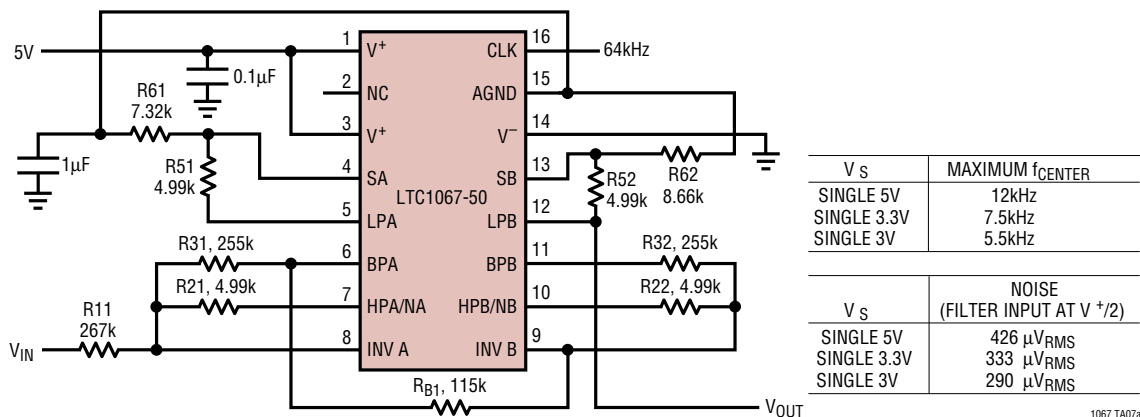 5V
0.1μF
R61
7.32k
1μF
R51
4.99k
R31, 255k
R21, 4.99k
R11
267k
VIN
1
2
3
4
5
6
7
8
V+
NC
V+
SA
LPA
BPA
HPA/NA
INV A
LTC1067-50
CLK
AGND
V−
SB
LPB
BPB
HPB/NB
INV B
16
15
14
13
12
11
10
9
64kHz
R52
4.99k
R62
8.66k
R32, 255k
R22, 4.99k
RB1, 115k
VOUT
VS MAXIMUM fCENTER
SINGLE 5V 12kHz
SINGLE 3.3V 7.5kHz
SINGLE 3V 5.5kHz
NOISE
VS (FILTER INPUT AT V+/2)
SINGLE 5V 426 μVRMS
SINGLE 3.3V 333 μVRMS
SINGLE 3V 290 μVRMS
1067 TA07a